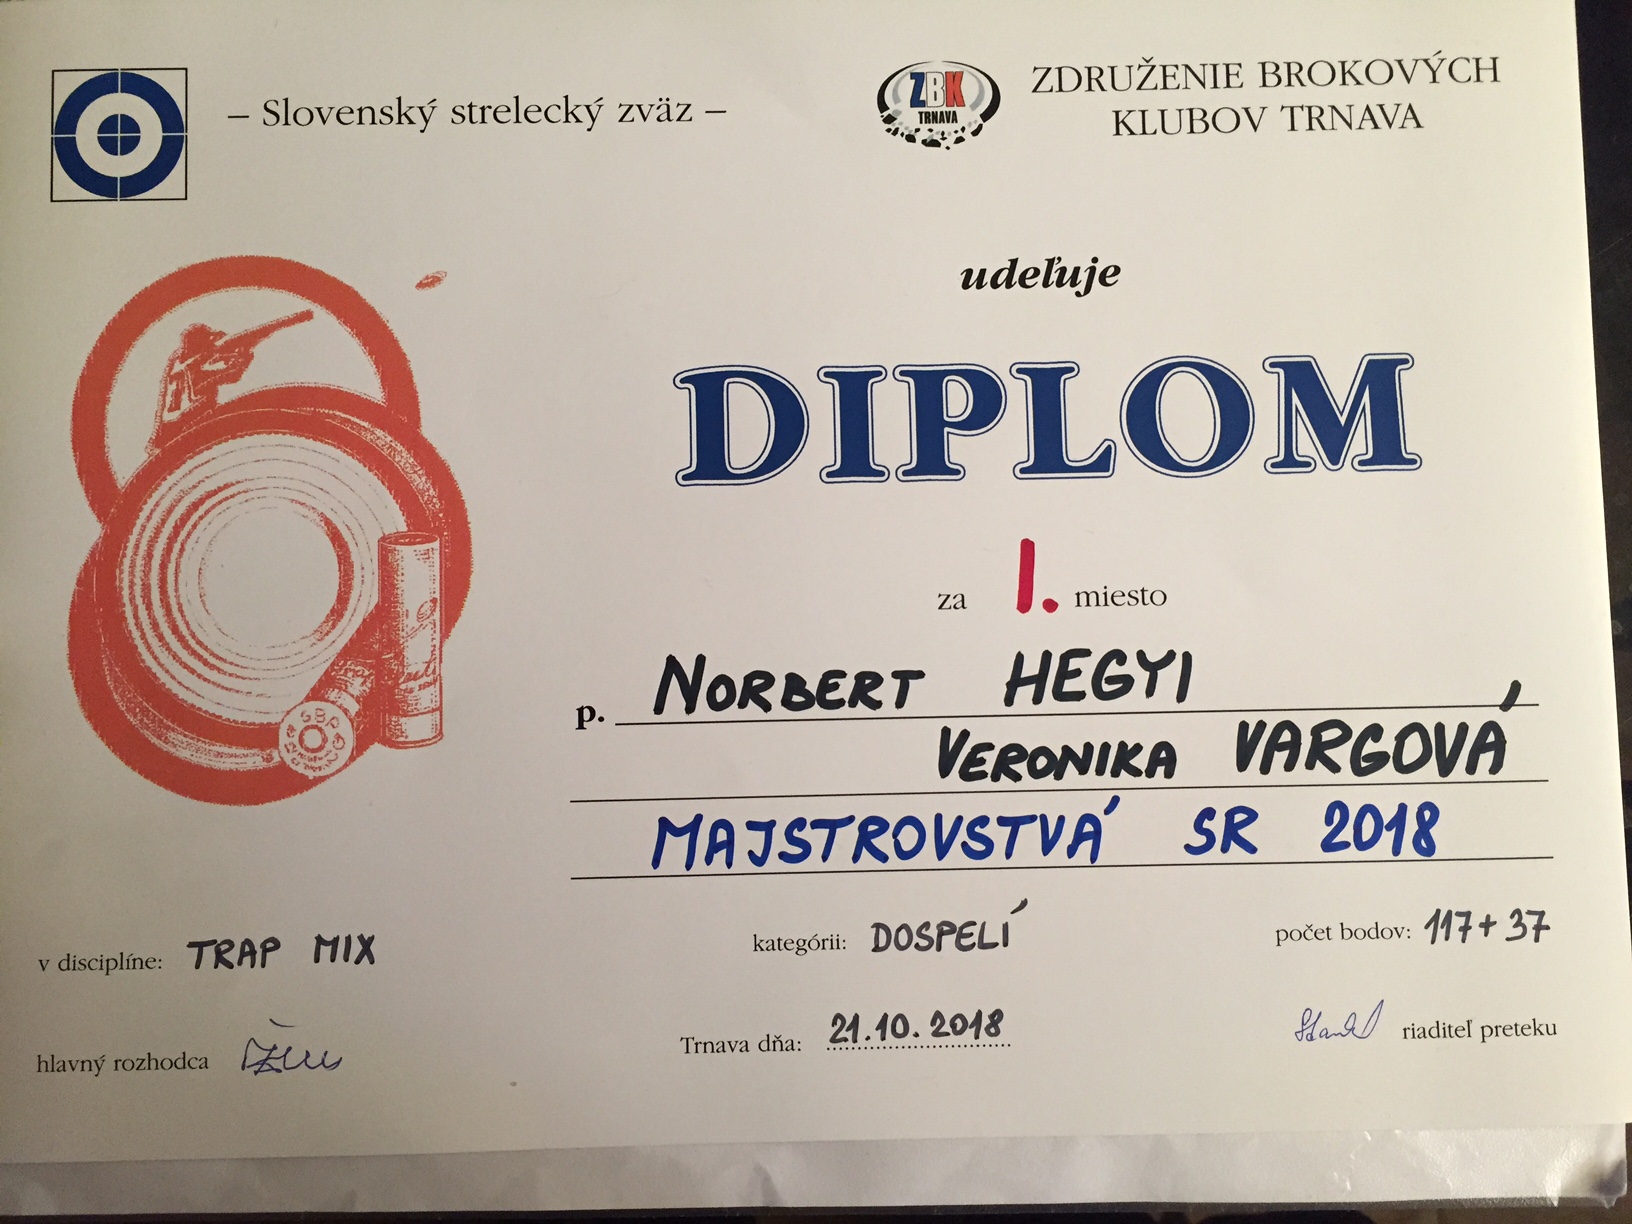 – Slovenský strelecký zväz –
ZBK
TRNAVA
ZDRUŽENIE BROKOVÝCH
KLUBOV TRNAVA
udeľuje
DIPLOM
za 1. miesto
p. NORBERT HEGYI
VERONIKA VARGOVÁ
MAJSTROVSTVÁ SR 2018
v disciplíne: TRAP MIX
kategórii: DOSPELÍ
počet bodov: 117+37
hlavný rozhodca
Trnava dňa: 21.10.2018
riaditeľ preteku